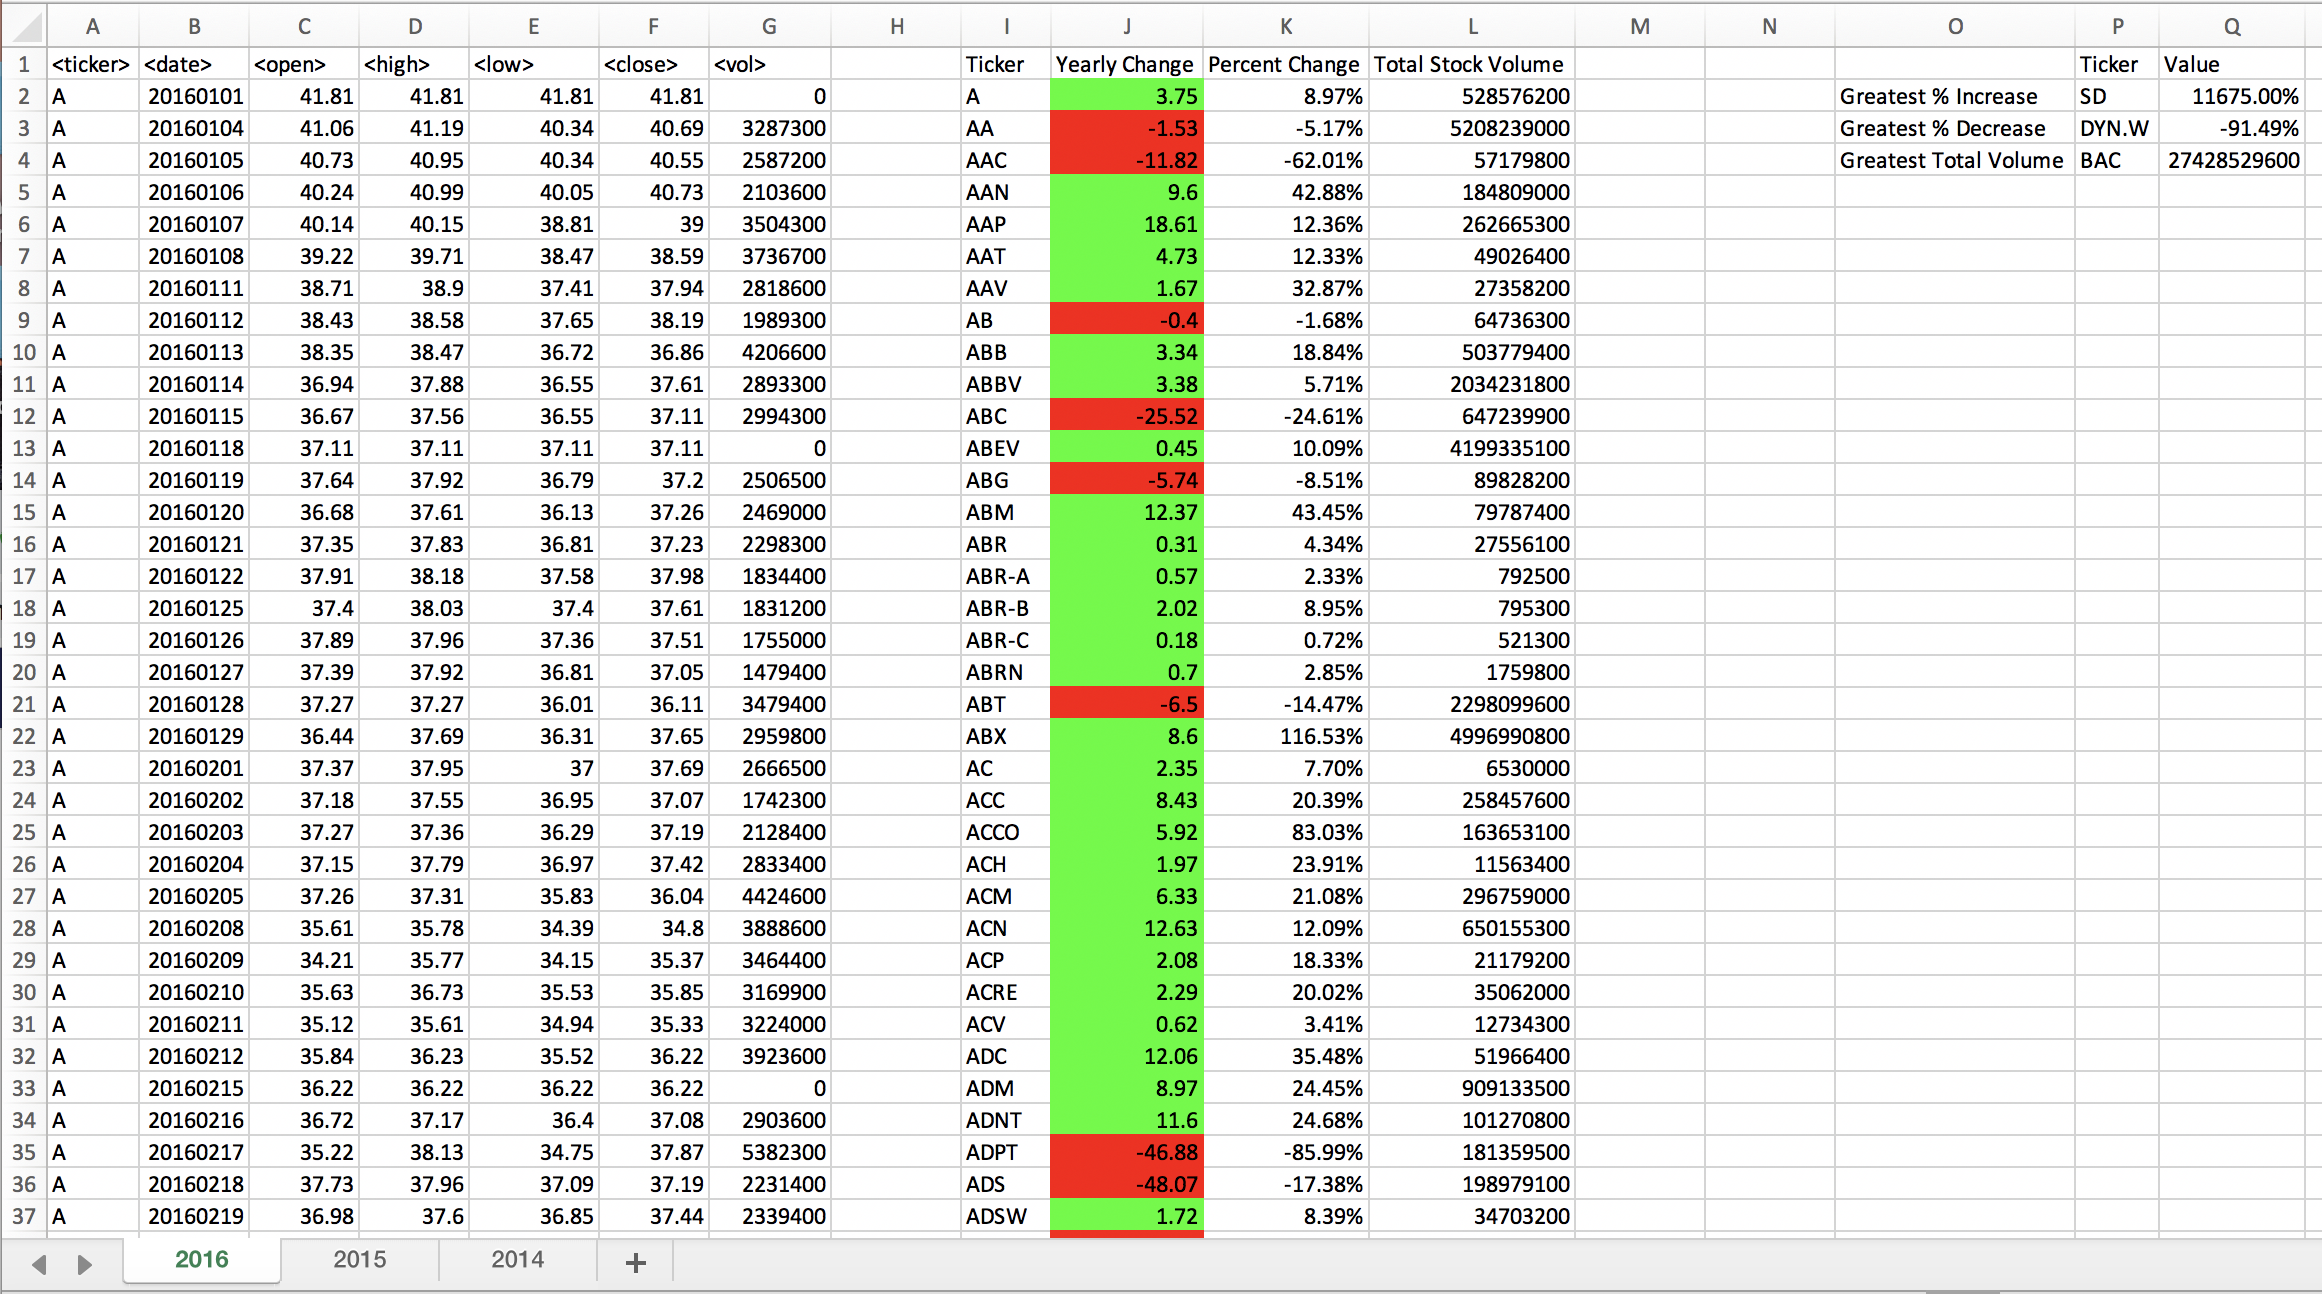 A B C D E F G H I J K L M N O P Q
1 <ticker> <date> <open> <high> <low> <close> <vol> Ticker Yearly Change Percent Change Total Stock Volume Ticker Value
2 A 20160101 41.81 41.81 41.81 41.81 0 A 3.75 8.97% 528576200 Greatest % Increase SD 11675.00%
3 A 20160104 41.06 41.19 40.34 40.69 3287300 AA -1.53 -5.17% 5208239000 Greatest % Decrease DYN.W -91.49%
4 A 20160105 40.73 40.95 40.34 40.55 2587200 AAC -11.82 -62.01% 57179800 Greatest Total Volume BAC 27428529600
5 A 20160106 40.24 40.99 40.05 40.73 2103600 AAN 9.6 42.88% 184809000
6 A 20160107 40.14 40.15 38.81 39 3504300 AAP 18.61 12.36% 262665300
7 A 20160108 39.22 39.71 38.47 38.59 3736700 AAT 4.73 12.33% 49026400
8 A 20160111 38.71 38.9 37.41 37.94 2818600 AAV 1.67 32.87% 27358200
9 A 20160112 38.43 38.58 37.65 38.19 1989300 AB -0.4 -1.68% 64736300
10 A 20160113 38.35 38.47 36.72 36.86 4206600 ABB 3.34 18.84% 503779400
11 A 20160114 36.94 37.88 36.55 37.61 2893300 ABBV 3.38 5.71% 2034231800
12 A 20160115 36.67 37.56 36.55 37.11 2994300 ABC -25.52 -24.61% 647239900
13 A 20160118 37.11 37.11 37.11 37.11 0 ABEV 0.45 10.09% 4199335100
14 A 20160119 37.64 37.92 36.79 37.2 2506500 ABG -5.74 -8.51% 89828200
15 A 20160120 36.68 37.61 36.13 37.26 2469000 ABM 12.37 43.45% 79787400
16 A 20160121 37.35 37.83 36.81 37.23 2298300 ABR 0.31 4.34% 27556100
17 A 20160122 37.91 38.18 37.58 37.98 1834400 ABR-A 0.57 2.33% 792500
18 A 20160125 37.4 38.03 37.4 37.61 1831200 ABR-B 2.02 8.95% 795300
19 A 20160126 37.89 37.96 37.36 37.51 1755000 ABR-C 0.18 0.72% 521300
20 A 20160127 37.39 37.92 36.81 37.05 1479400 ABRN 0.7 2.85% 1759800
21 A 20160128 37.27 37.27 36.01 36.11 3479400 ABT -6.5 -14.47% 2298099600
22 A 20160129 36.44 37.69 36.31 37.65 2959800 ABX 8.6 116.53% 4996990800
23 A 20160201 37.37 37.95 37 37.69 2666500 AC 2.35 7.70% 6530000
24 A 20160202 37.18 37.55 36.95 37.07 1742300 ACC 8.43 20.39% 258457600
25 A 20160203 37.27 37.36 36.29 37.19 2128400 ACCO 5.92 83.03% 163653100
26 A 20160204 37.15 37.79 36.97 37.42 2833400 ACH 1.97 23.91% 11563400
27 A 20160205 37.26 37.31 35.83 36.04 4424600 ACM 6.33 21.08% 296759000
28 A 20160208 35.61 35.78 34.39 34.8 3888600 ACN 12.63 12.09% 650155300
29 A 20160209 34.21 35.77 34.15 35.37 3464400 ACP 2.08 18.33% 21179200
30 A 20160210 35.63 36.73 35.53 35.85 3169900 ACRE 2.29 20.02% 35062000
31 A 20160211 35.12 35.61 34.94 35.33 3224000 ACV 0.62 3.41% 12734300
32 A 20160212 35.84 36.23 35.52 36.22 3923600 ADC 12.06 35.48% 51966400
33 A 20160215 36.22 36.22 36.22 36.22 0 ADM 8.97 24.45% 909133500
34 A 20160216 36.72 37.17 36.4 37.08 2903600 ADNT 11.6 24.68% 101270800
35 A 20160217 35.22 38.13 34.75 37.87 5382300 ADPT -46.88 -85.99% 181359500
36 A 20160218 37.73 37.96 37.09 37.19 2231400 ADS -48.07 -17.38% 198979100
37 A 20160219 36.98 37.6 36.85 37.44 2339400 ADSW 1.72 8.39% 34703200
2016 2015 2014 +